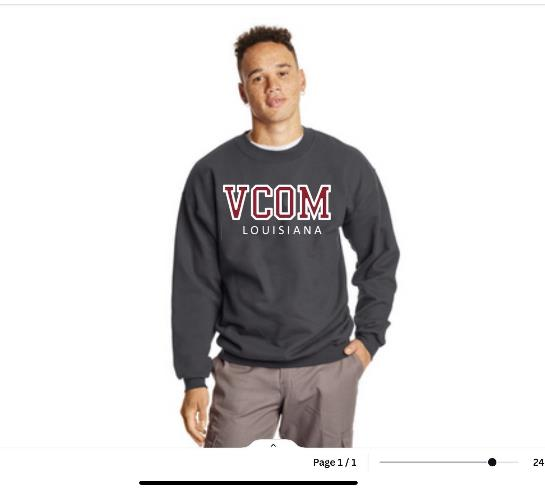 VCOM
LOUISIANA
Page 1 / 1
24